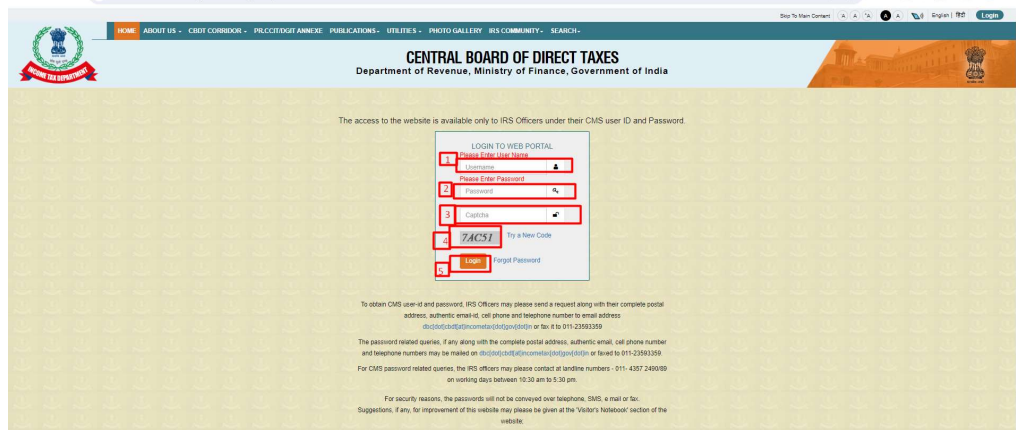 Skip To Main Content -A A +A A A English | हिंदी Login
HOME ABOUT US - CBDT CORRIDOR - PR.CCIT/DGIT ANNEXE PUBLICATIONS - UTILITIES - PHOTO GALLERY IRS COMMUNITY - SEARCH -
INCOME TAX DEPARTMENT
CENTRAL BOARD OF DIRECT TAXES
Department of Revenue, Ministry of Finance, Government of India
The access to the website is available only to IRS Officers under their CMS user ID and Password.
LOGIN TO WEB PORTAL
Please Enter User Name
1 Username
Please Enter Password
2 Password
3 Captcha
4 7AC51 Try a New Code
5 Login Forgot Password
To obtain CMS user-id and password, IRS Officers may please send a request along with their complete postal
address, authentic email-id, cell phone and telephone number to email address
dbc[dot]cbdt[at]incometax[dot]gov[dot]in or fax it to 011-23593359
The password related queries, if any along with the complete postal address, authentic email, cell phone number
and telephone numbers may be mailed on dbc[dot]cbdt[at]incometax[dot]gov[dot]in or faxed to 011-23593359.
For CMS password related queries, the IRS officers may please contact at landline numbers - 011- 4357 2490/89
on working days between 10:30 am to 5:30 pm.
For security reasons, the passwords will not be conveyed over telephone, SMS, e mail or fax.
Suggestions, if any, for improvement of this website may please be given at the 'Visitor's Notebook' section of the
website.